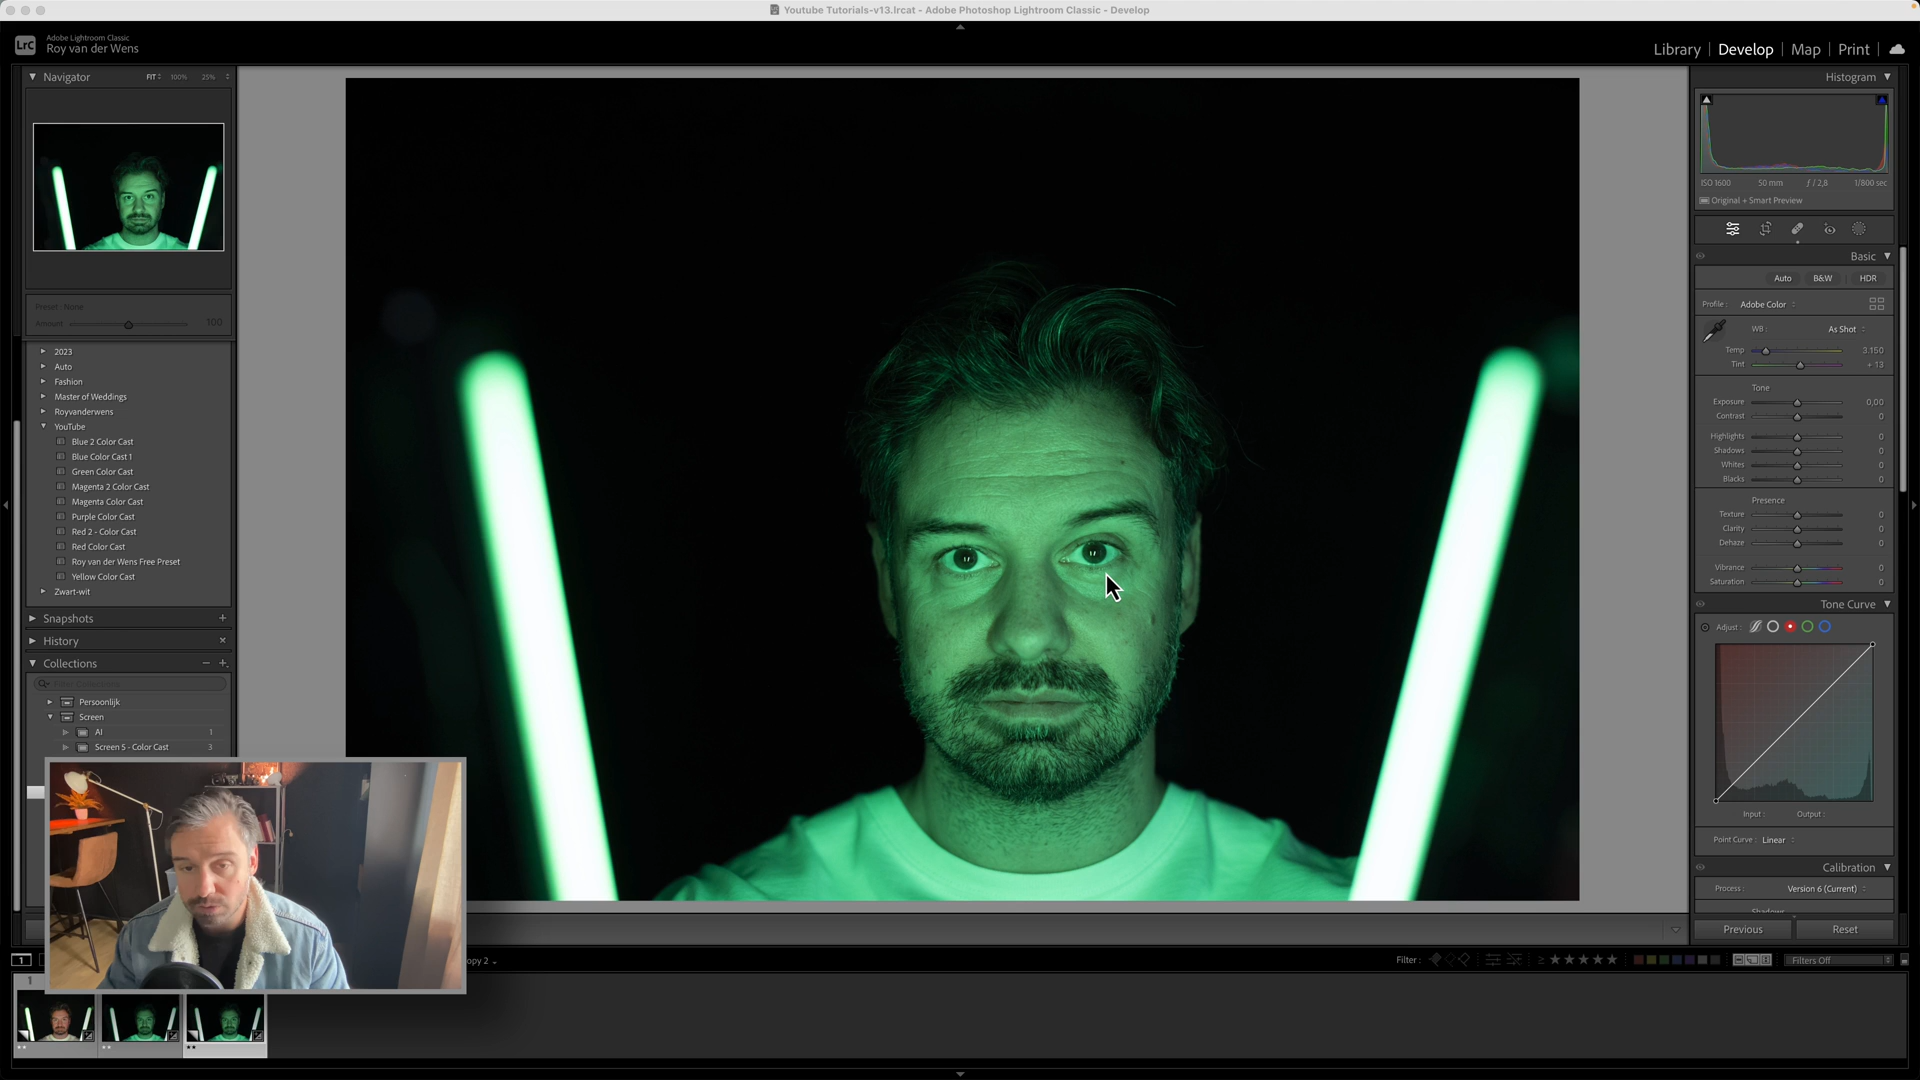 Youtube Tutorials-v13.lrcat - Adobe Photoshop Lightroom Classic - Develop
LrC
Adobe Lightroom Classic
Roy van der Wens
Library | Develop | Map | Print
Navigator
FIT
100%
25%
Preset : None
Amount
100
2023
Auto
Fashion
Master of Weddings
Royvanderwens
YouTube
Blue 2 Color Cast
Blue Color Cast 1
Green Color Cast
Magenta 2 Color Cast
Magenta Color Cast
Purple Color Cast
Red 2 - Color Cast
Red Color Cast
Roy van der Wens Free Preset
Yellow Color Cast
Zwart-wit
Snapshots +
History ×
Collections − +
Filter Collections
Persoonlijk
Screen
AI 1
Screen 5 - Color Cast 3
Histogram
ISO 1600 50 mm ƒ / 2,8 1/800 sec
Original + Smart Preview
Basic
Auto B&W HDR
Profile : Adobe Color
WB : As Shot
Temp 3.150
Tint + 13
Tone
Exposure 0,00
Contrast 0
Highlights 0
Shadows 0
Whites 0
Blacks 0
Presence
Texture 0
Clarity 0
Dehaze 0
Vibrance 0
Saturation 0
Tone Curve
Adjust :
Input : Output :
Point Curve : Linear
Calibration
Process : Version 6 (Current)
Shadows
Previous Reset
1
opy 2
Filter : ≥ ★★★★★ Filters Off
1
★★
★★
★★